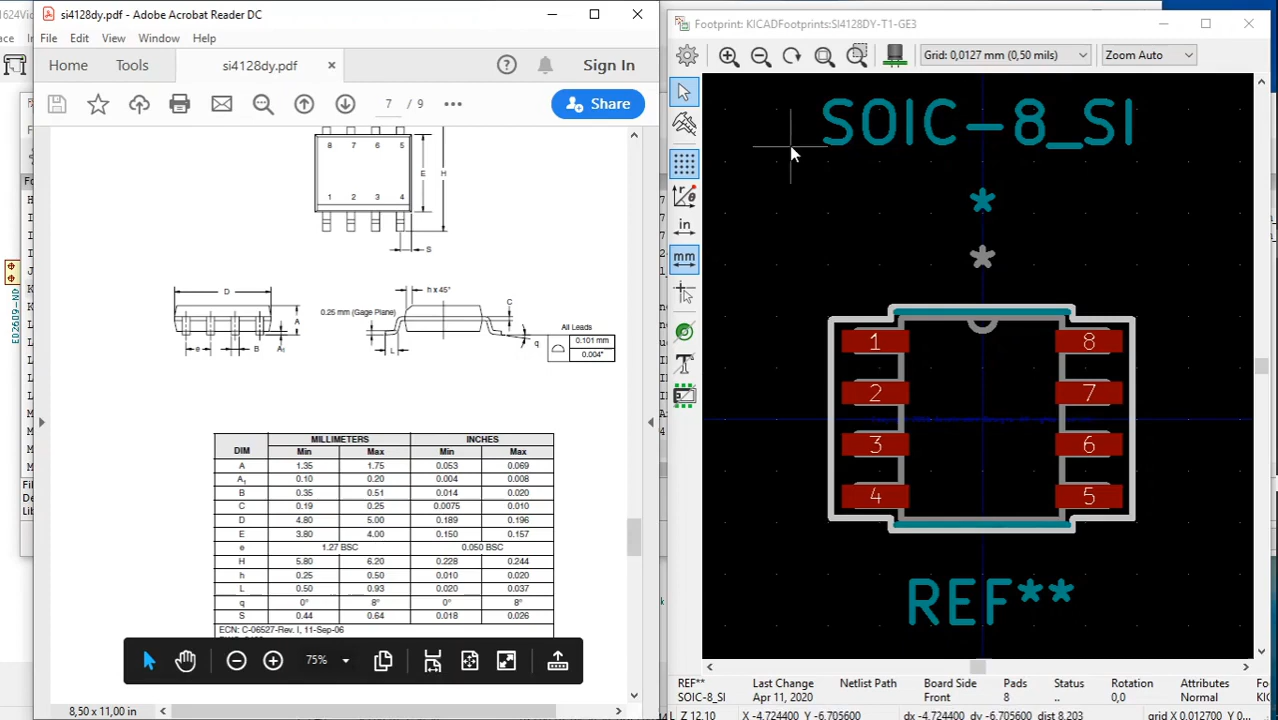 si4128dy.pdf - Adobe Acrobat Reader DC
File Edit View Window Help
Home Tools si4128dy.pdf × Sign In
7 / 9 Share
8 7 6 5
E H
1 2 3 4
S
D
A
e B A1
h x 45°
C
0.25 mm (Gage Plane)
L
q
All Leads
0.101 mm
0.004"
DIM MILLIMETERS INCHES
Min Max Min Max
A 1.35 1.75 0.053 0.069
A1 0.10 0.20 0.004 0.008
B 0.35 0.51 0.014 0.020
C 0.19 0.25 0.0075 0.010
D 4.80 5.00 0.189 0.196
E 3.80 4.00 0.150 0.157
e 1.27 BSC 0.050 BSC
H 5.80 6.20 0.228 0.244
h 0.25 0.50 0.010 0.020
L 0.50 0.93 0.020 0.037
q 0° 8° 0° 8°
S 0.44 0.64 0.018 0.026
ECN: C-06527-Rev. I, 11-Sep-06
75%
8,50 x 11,00 in
ED2609-ND
Footprint: KICADFootprints:SI4128DY-T1-GE3
Grid: 0,0127 mm (0,50 mils) Zoom Auto
in
mm
SOIC-8_SI
*
*
1 8
2 7
3 6
4 5
REF**
REF** Last Change Netlist Path Board Side Pads Status Rotation Attributes
SOIC-8_SI Apr 11, 2020 Front 8 .. 0,0 Normal
Z 12.10 X -4.724400 Y -6.705600 dx -4.724400 dy -6.705600 dist 8.203 grid X 0.012700